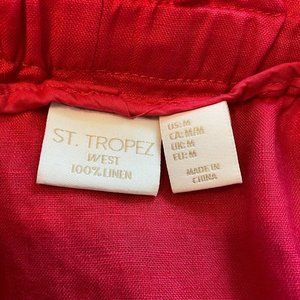 ST. TROPEZ
WEST
100% LINEN
US: M
CA: M/M
UK: M
EU: M
MADE IN
CHINA